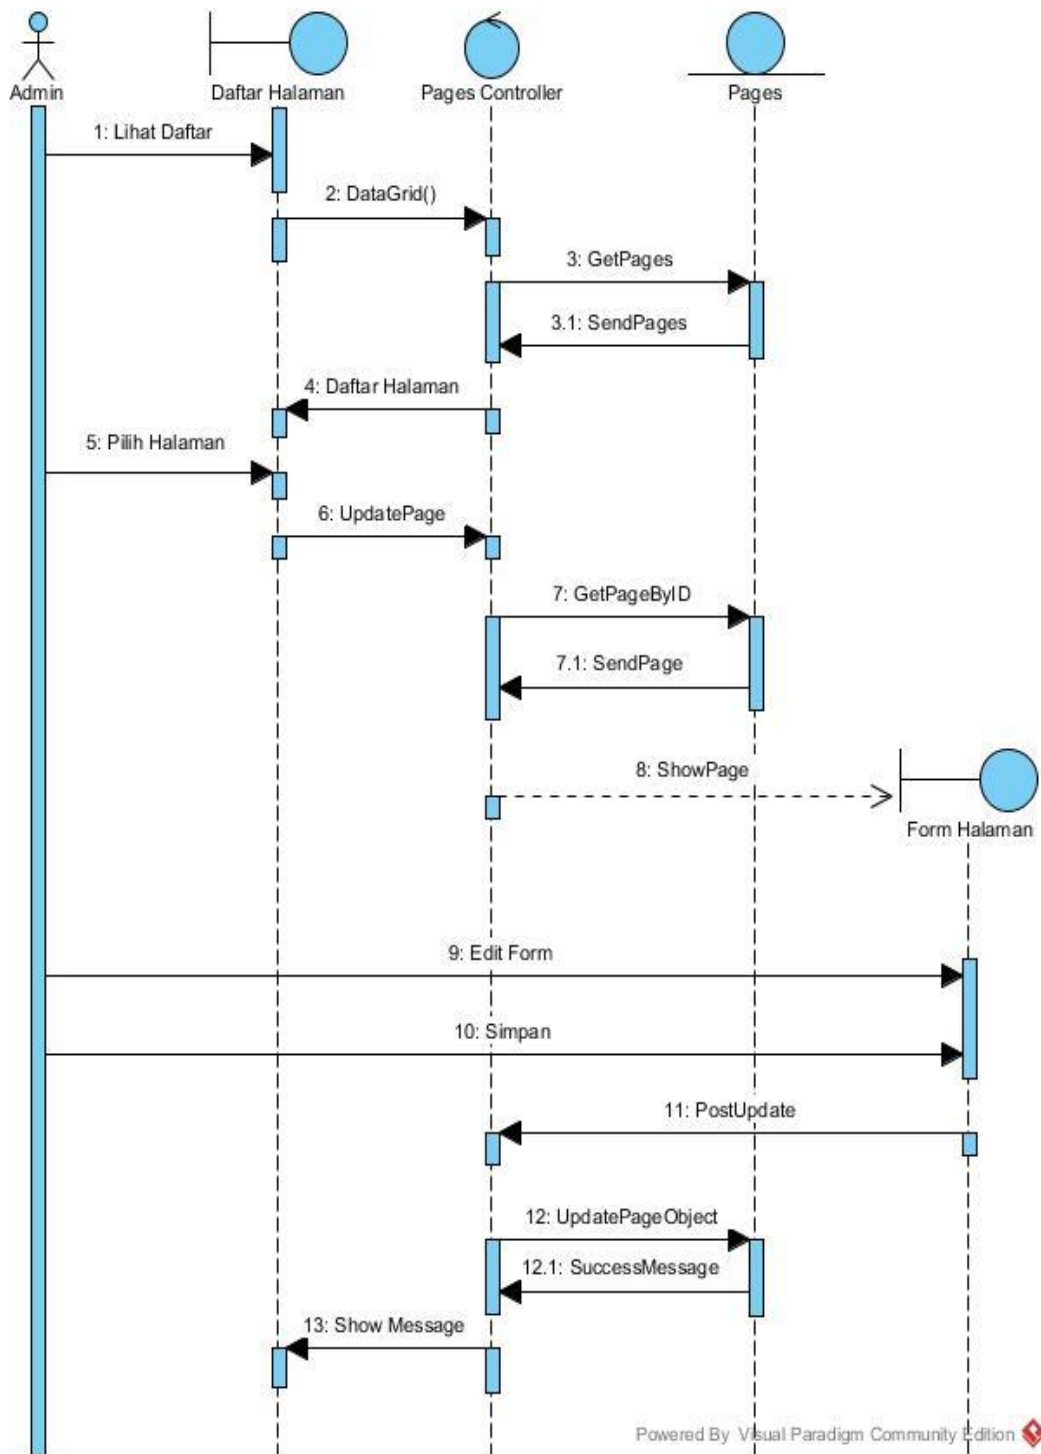 Admin
Daftar Halaman
Pages Controller
Pages
1: Lihat Daftar
2: DataGrid()
3: GetPages
3.1: SendPages
4: Daftar Halaman
5: Pilih Halaman
6: UpdatePage
7: GetPageByID
7.1: SendPage
8: ShowPage
Form Halaman
9: Edit Form
10: Simpan
11: PostUpdate
12: UpdatePageObject
12.1: SuccessMessage
13: Show Message
Powered By Visual Paradigm Community Edition